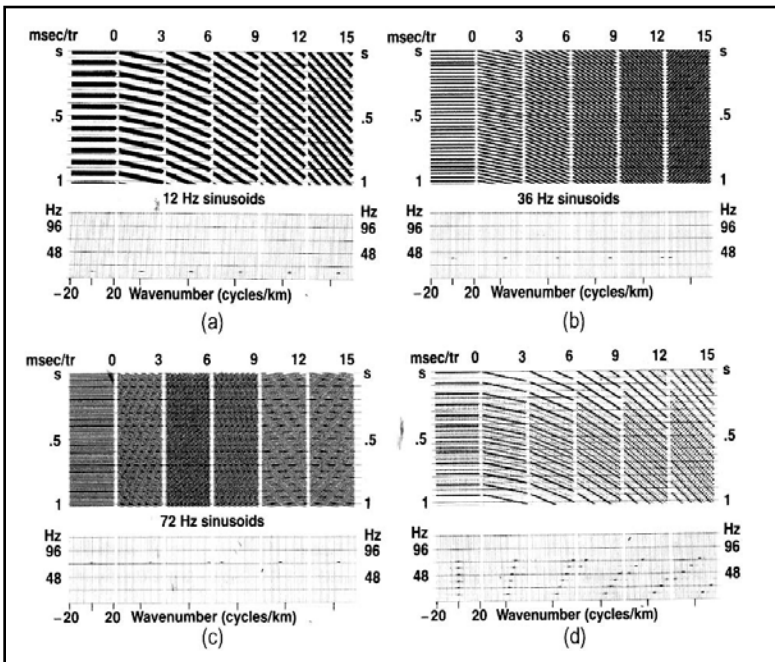 msec/tr 0 3 6 9 12 15
s s
.5 .5
1 1
12 Hz sinusoids
Hz Hz
96 96
48 48
−20 20 Wavenumber (cycles/km)
(a)
msec/tr 0 3 6 9 12 15
s s
.5 .5
1 1
36 Hz sinusoids
Hz Hz
96 96
48 48
−20 20 Wavenumber (cycles/km)
(b)
msec/tr 0 3 6 9 12 15
s s
.5 .5
1 1
72 Hz sinusoids
Hz Hz
96 96
48 48
−20 20 Wavenumber (cycles/km)
(c)
msec/tr 0 3 6 9 12 15
s s
.5 .5
1 1
Hz Hz
96 96
48 48
−20 20 Wavenumber (cycles/km)
(d)